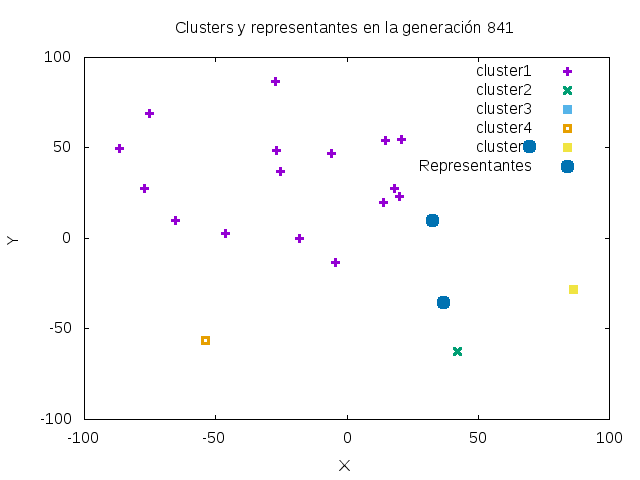 Clusters y representantes en la generación 841
100
50
0
-50
-100
-100
-50
0
50
100
Y
X
cluster1
cluster2
cluster3
cluster4
cluster
Representantes